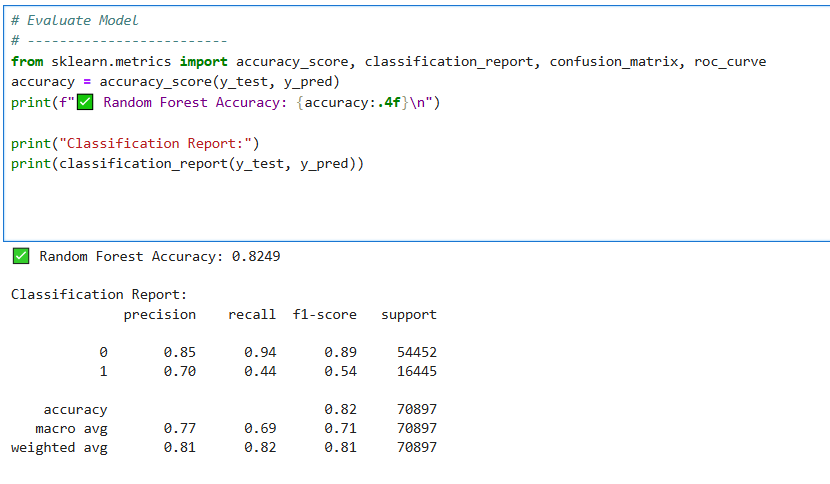 # Evaluate Model
# -------------------------
from sklearn.metrics import accuracy_score, classification_report, confusion_matrix, roc_curve
accuracy = accuracy_score(y_test, y_pred)
print(f"✅ Random Forest Accuracy: {accuracy:.4f}\n")
print("Classification Report:")
print(classification_report(y_test, y_pred))
✅ Random Forest Accuracy: 0.8249
Classification Report:
precision recall f1-score support
0 0.85 0.94 0.89 54452
1 0.70 0.44 0.54 16445
accuracy 0.82 70897
macro avg 0.77 0.69 0.71 70897
weighted avg 0.81 0.82 0.81 70897